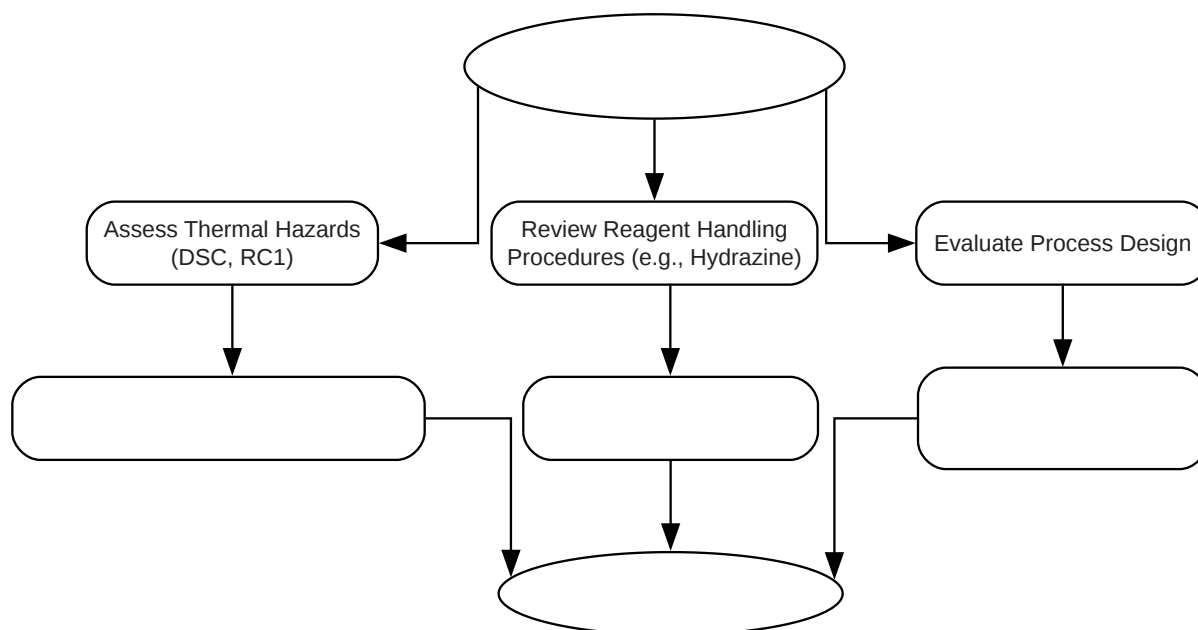 Assess Thermal Hazards
(DSC, RC1)
Review Reagent Handling
Procedures (e.g., Hydrazine)
Evaluate Process Design